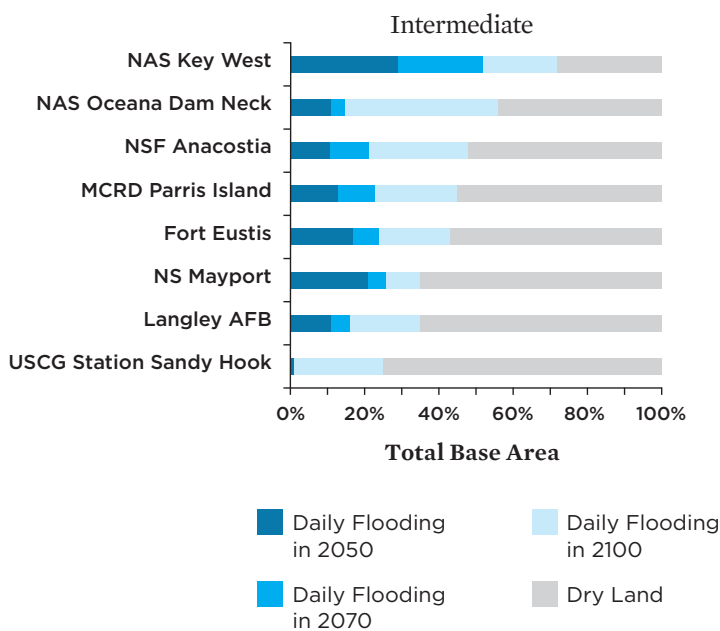 Intermediate
NAS Key West
NAS Oceana Dam Neck
NSF Anacostia
MCRD Parris Island
Fort Eustis
NS Mayport
Langley AFB
USCG Station Sandy Hook
0% 20% 40% 60% 80% 100%
Total Base Area
Daily Flooding
in 2050
Daily Flooding
in 2070
Daily Flooding
in 2100
Dry Land